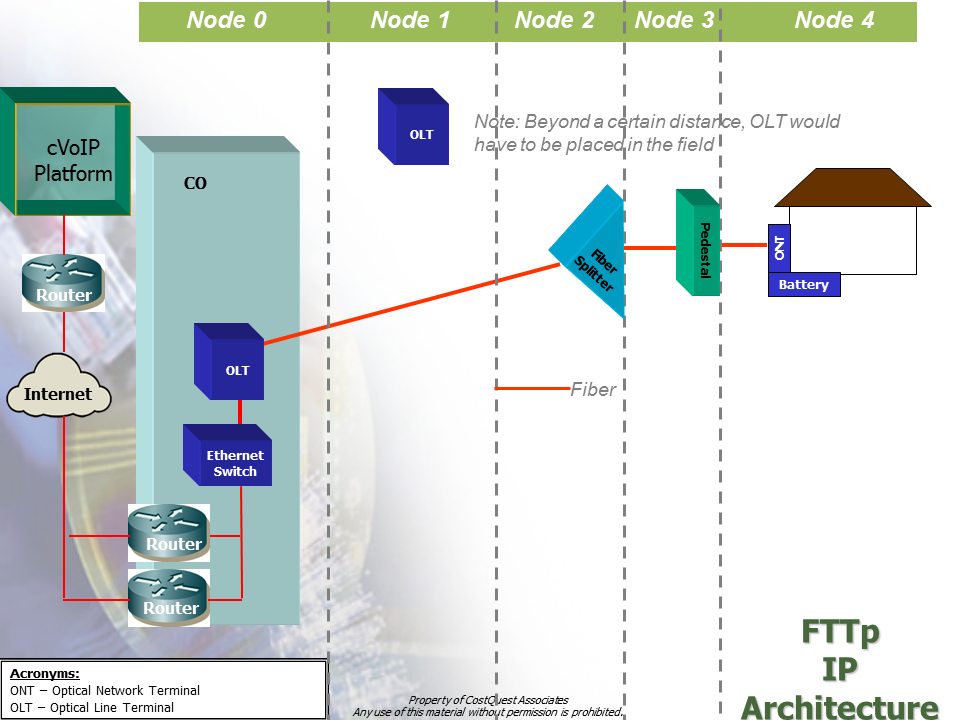 Node 0
Node 1
Node 2
Node 3
Node 4
cVoIP
Platform
CO
OLT
Note: Beyond a certain distance, OLT would
have to be placed in the field
Router
Fiber
Splitter
Pedestal
ONT
Battery
Internet
OLT
Fiber
Ethernet
Switch
Router
Router
FTTp
IP
Architecture
Acronyms:
ONT – Optical Network Terminal
OLT – Optical Line Terminal
Property of CostQuest Associates
Any use of this material without permission is prohibited.